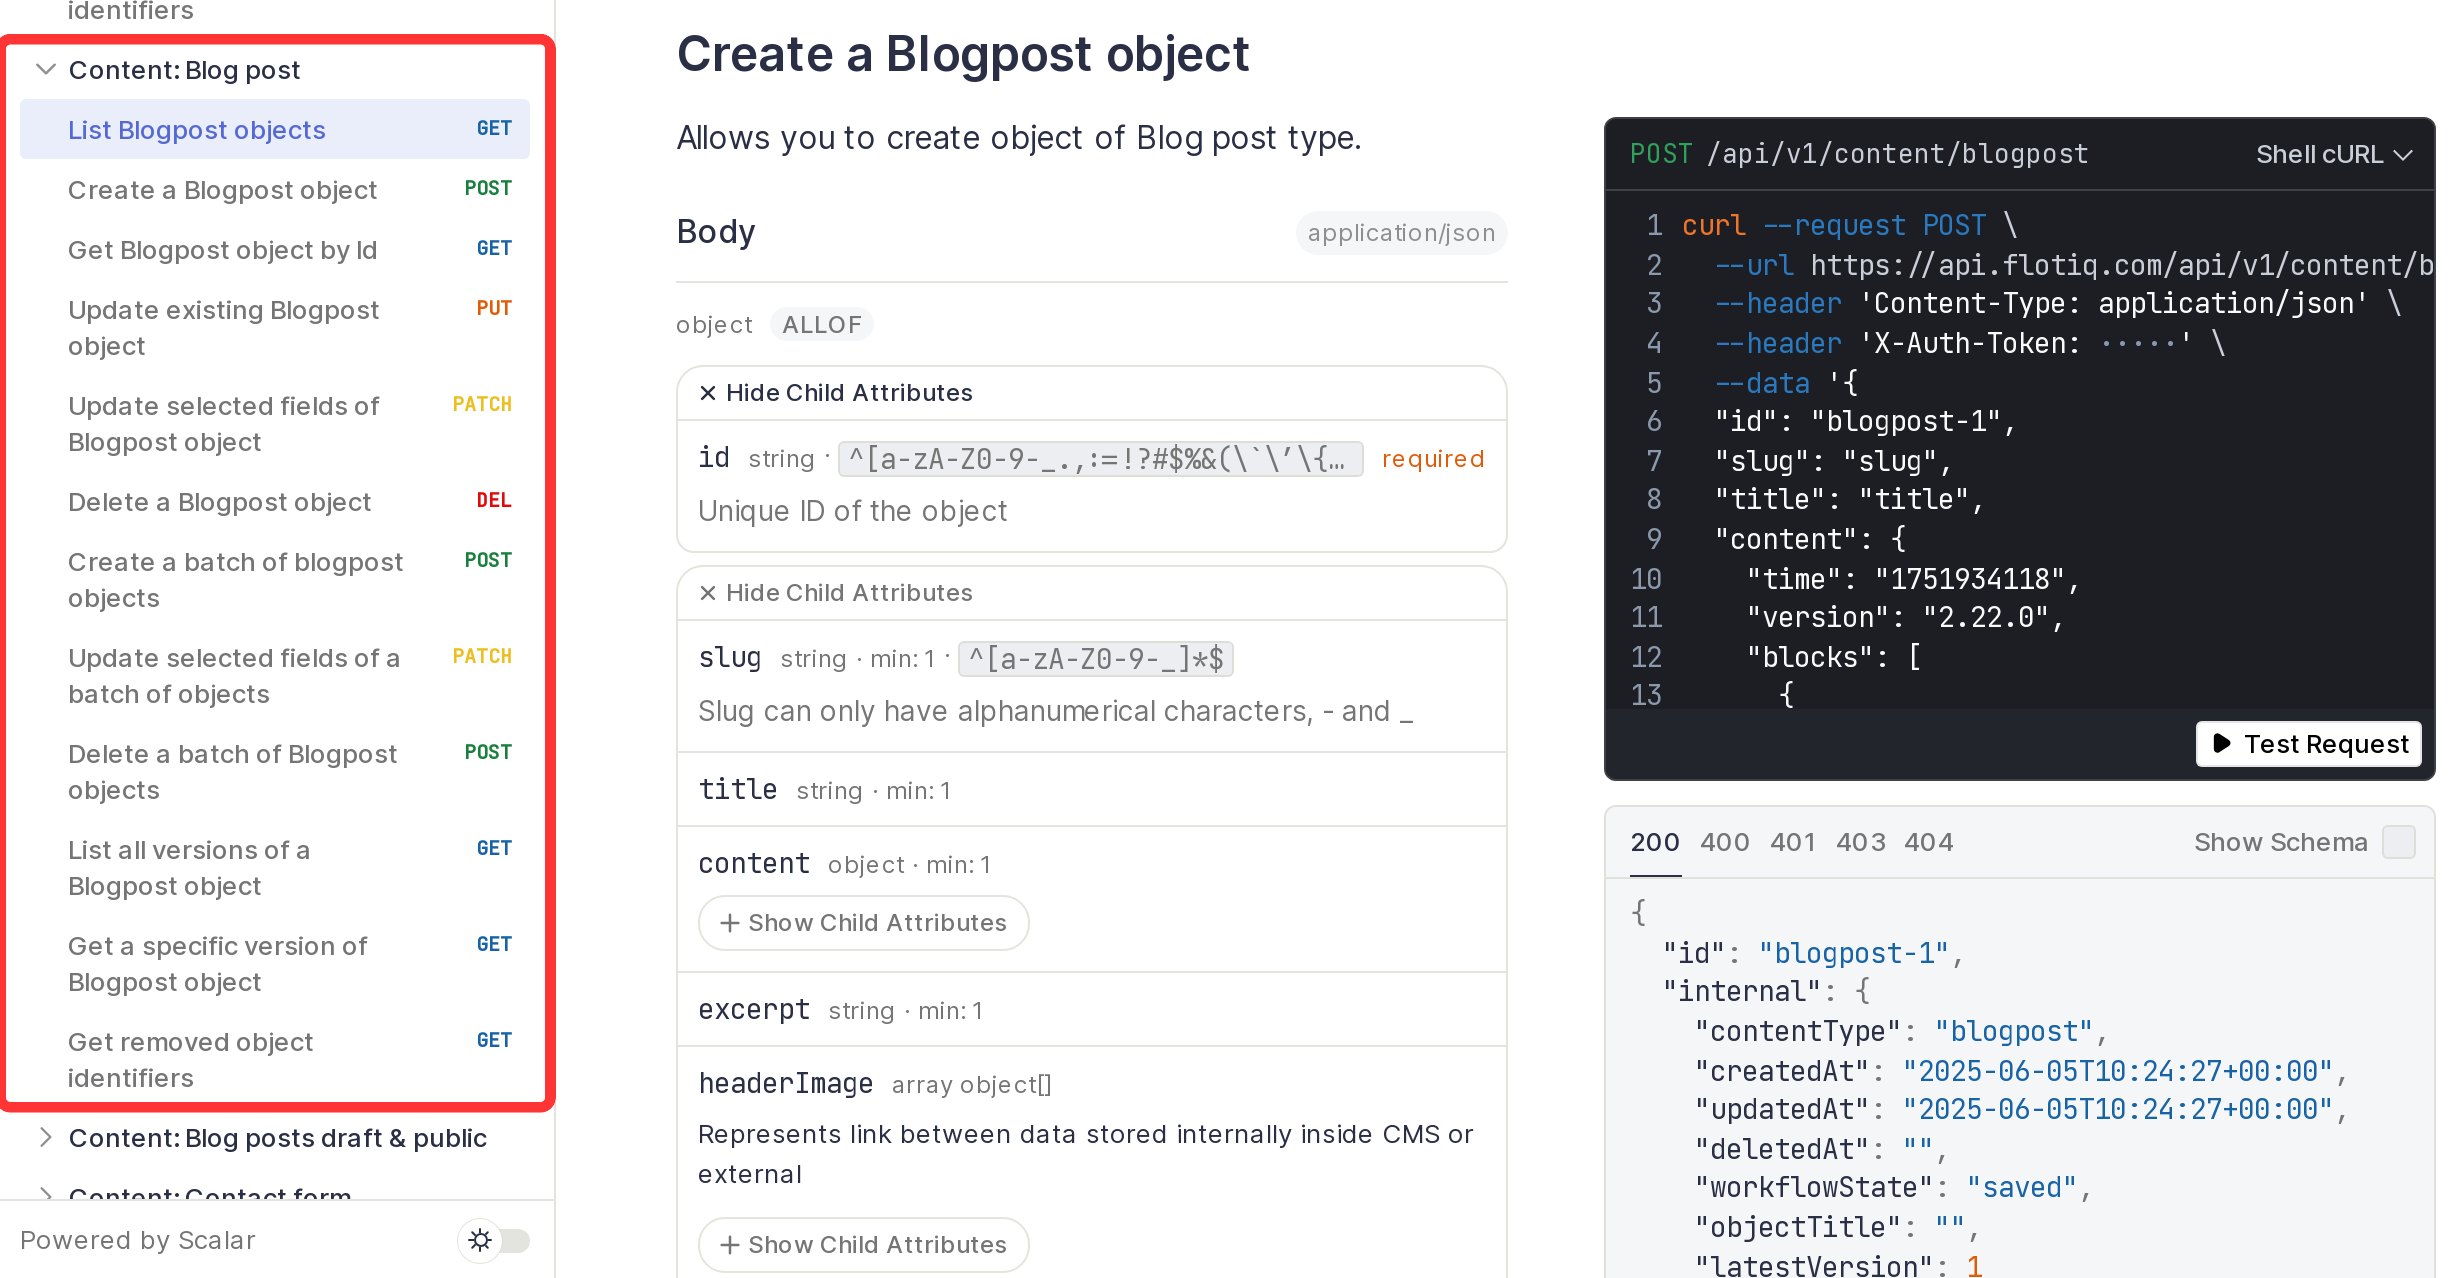 identifiers
Content: Blog post
List Blogpost objects GET
Create a Blogpost object POST
Get Blogpost object by Id GET
Update existing Blogpost PUT
object
Update selected fields of PATCH
Blogpost object
Delete a Blogpost object DEL
Create a batch of blogpost POST
objects
Update selected fields of a PATCH
batch of objects
Delete a batch of Blogpost POST
objects
List all versions of a GET
Blogpost object
Get a specific version of GET
Blogpost object
Get removed object GET
identifiers
Content: Blog posts draft & public
Content: Contact form
Powered by Scalar
Create a Blogpost object
Allows you to create object of Blog post type.
Body application/json
object ALLOF
Hide Child Attributes
id string · ^[a-zA-Z0-9-_.,:=!?#$%&(\`\’\{… required
Unique ID of the object
Hide Child Attributes
slug string · min: 1 · ^[a-zA-Z0-9-_]*$
Slug can only have alphanumerical characters, - and _
title string · min: 1
content object · min: 1
Show Child Attributes
excerpt string · min: 1
headerImage array object[]
Represents link between data stored internally inside CMS or
external
Show Child Attributes
POST /api/v1/content/blogpost Shell cURL
1 curl --request POST \
2 --url https://api.flotiq.com/api/v1/content/b
3 --header 'Content-Type: application/json' \
4 --header 'X-Auth-Token: ·····' \
5 --data '{
6 "id": "blogpost-1",
7 "slug": "slug",
8 "title": "title",
9 "content": {
10 "time": "1751934118",
11 "version": "2.22.0",
12 "blocks": [
13 {
Test Request
200 400 401 403 404 Show Schema
{
"id": "blogpost-1",
"internal": {
"contentType": "blogpost",
"createdAt": "2025-06-05T10:24:27+00:00",
"updatedAt": "2025-06-05T10:24:27+00:00",
"deletedAt": "",
"workflowState": "saved",
"objectTitle": "",
"latestVersion": 1